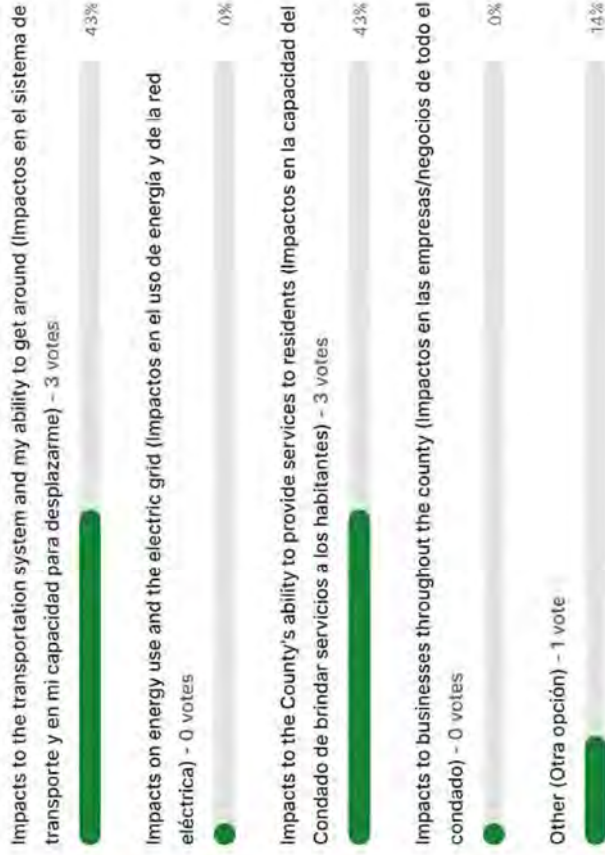 Impacts to the transportation system and my ability to get around (Impactos en el sistema de
transporte y en mi capacidad para desplazarme) - 3 votes
43%
Impacts on energy use and the electric grid (Impactos en el uso de energía y de la red
eléctrica) - 0 votes
0%
Impacts to the County's ability to provide services to residents (Impactos en la capacidad del
Condado de brindar servicios a los habitantes) - 3 votes
43%
Impacts to businesses throughout the county (Impactos en las empresas/negocios de todo el
condado) - 0 votes
0%
Other (Otra opción) - 1 vote
14%